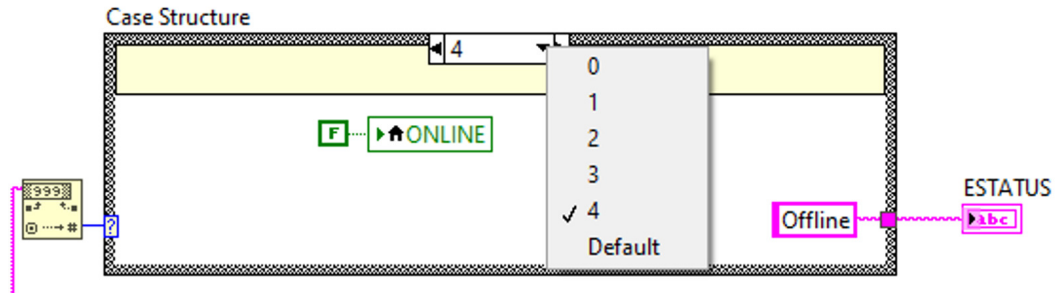 Case Structure
4
0
1
2
3
4
Default
F
ONLINE
999
?
#
Offline
ESTATUS
abc